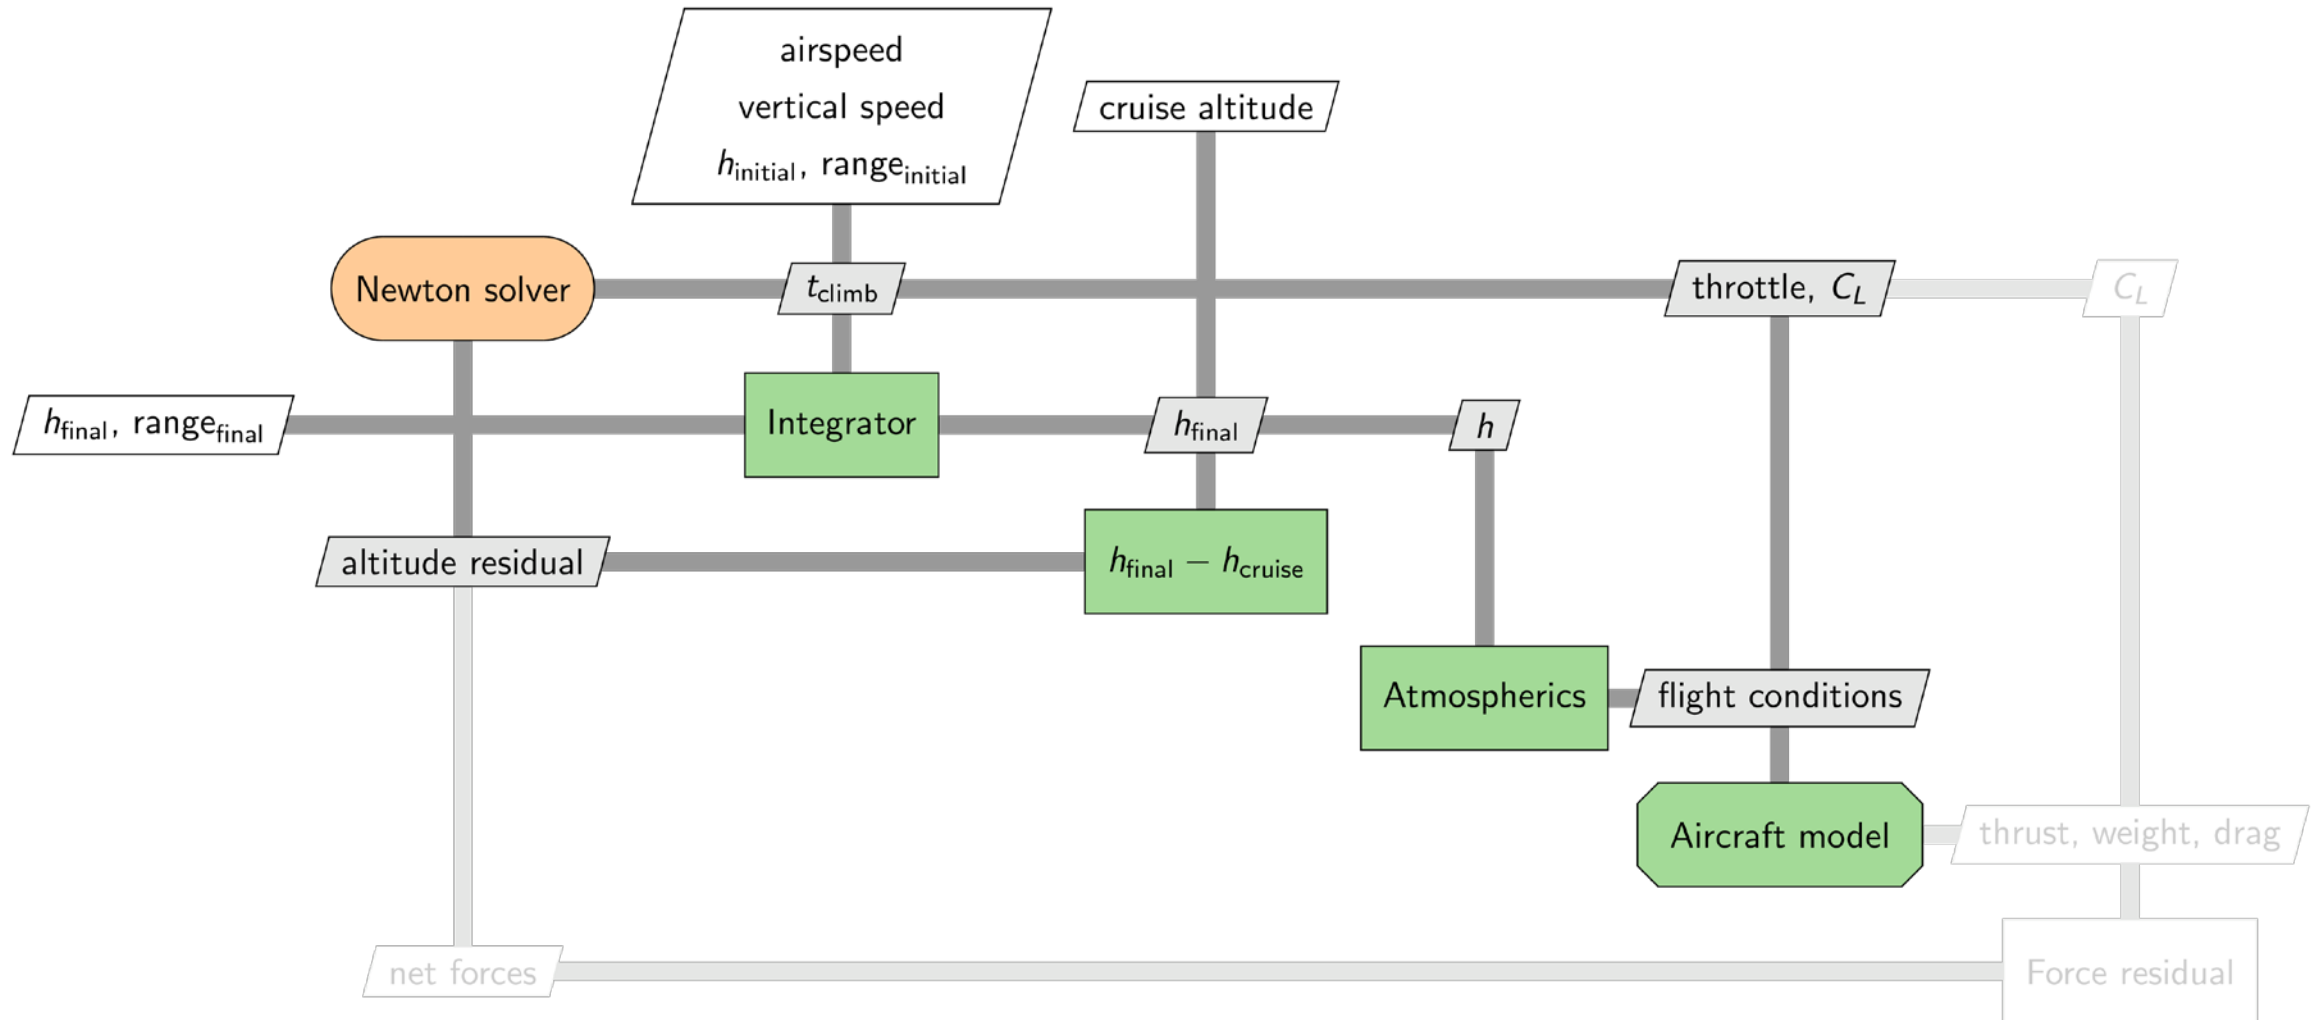 airspeed
vertical speed
h_initial, range_initial
cruise altitude
Newton solver
t_climb
throttle, C_L
C_L
h_final, range_final
Integrator
h_final
h
altitude residual
h_final − h_cruise
Atmospherics
flight conditions
Aircraft model
thrust, weight, drag
net forces
Force residual